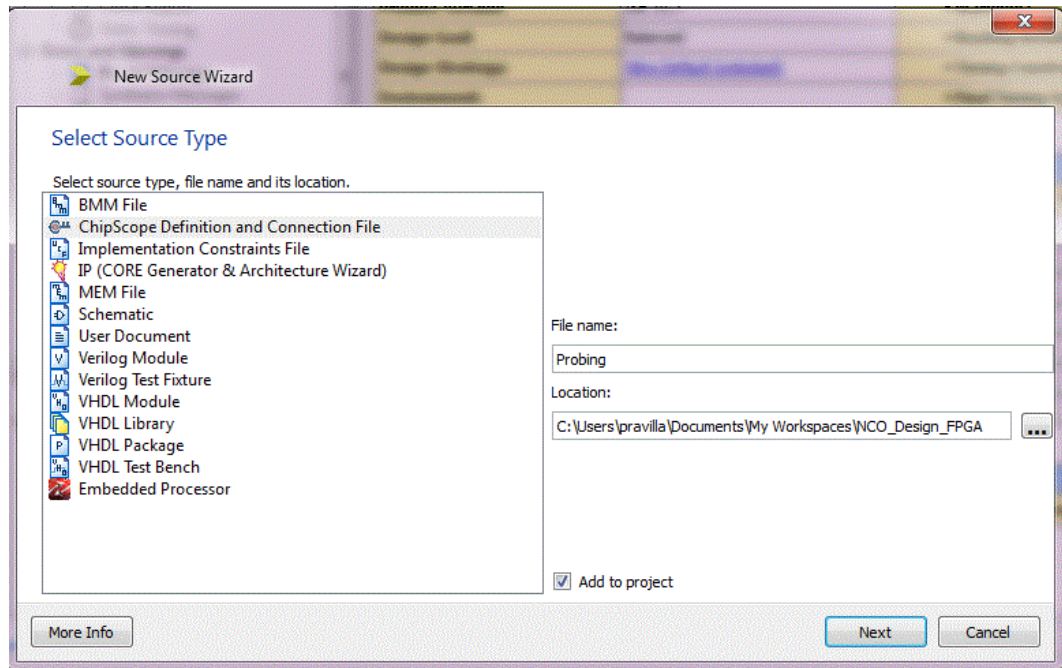 New Source Wizard
Select Source Type
Select source type, file name and its location.
BMM File
ChipScope Definition and Connection File
Implementation Constraints File
IP (CORE Generator & Architecture Wizard)
MEM File
Schematic
User Document
Verilog Module
Verilog Test Fixture
VHDL Module
VHDL Library
VHDL Package
VHDL Test Bench
Embedded Processor
File name:
Probing
Location:
C:\Users\pravilla\Documents\My Workspaces\NCO_Design_FPGA
...
Add to project
More Info
Next
Cancel